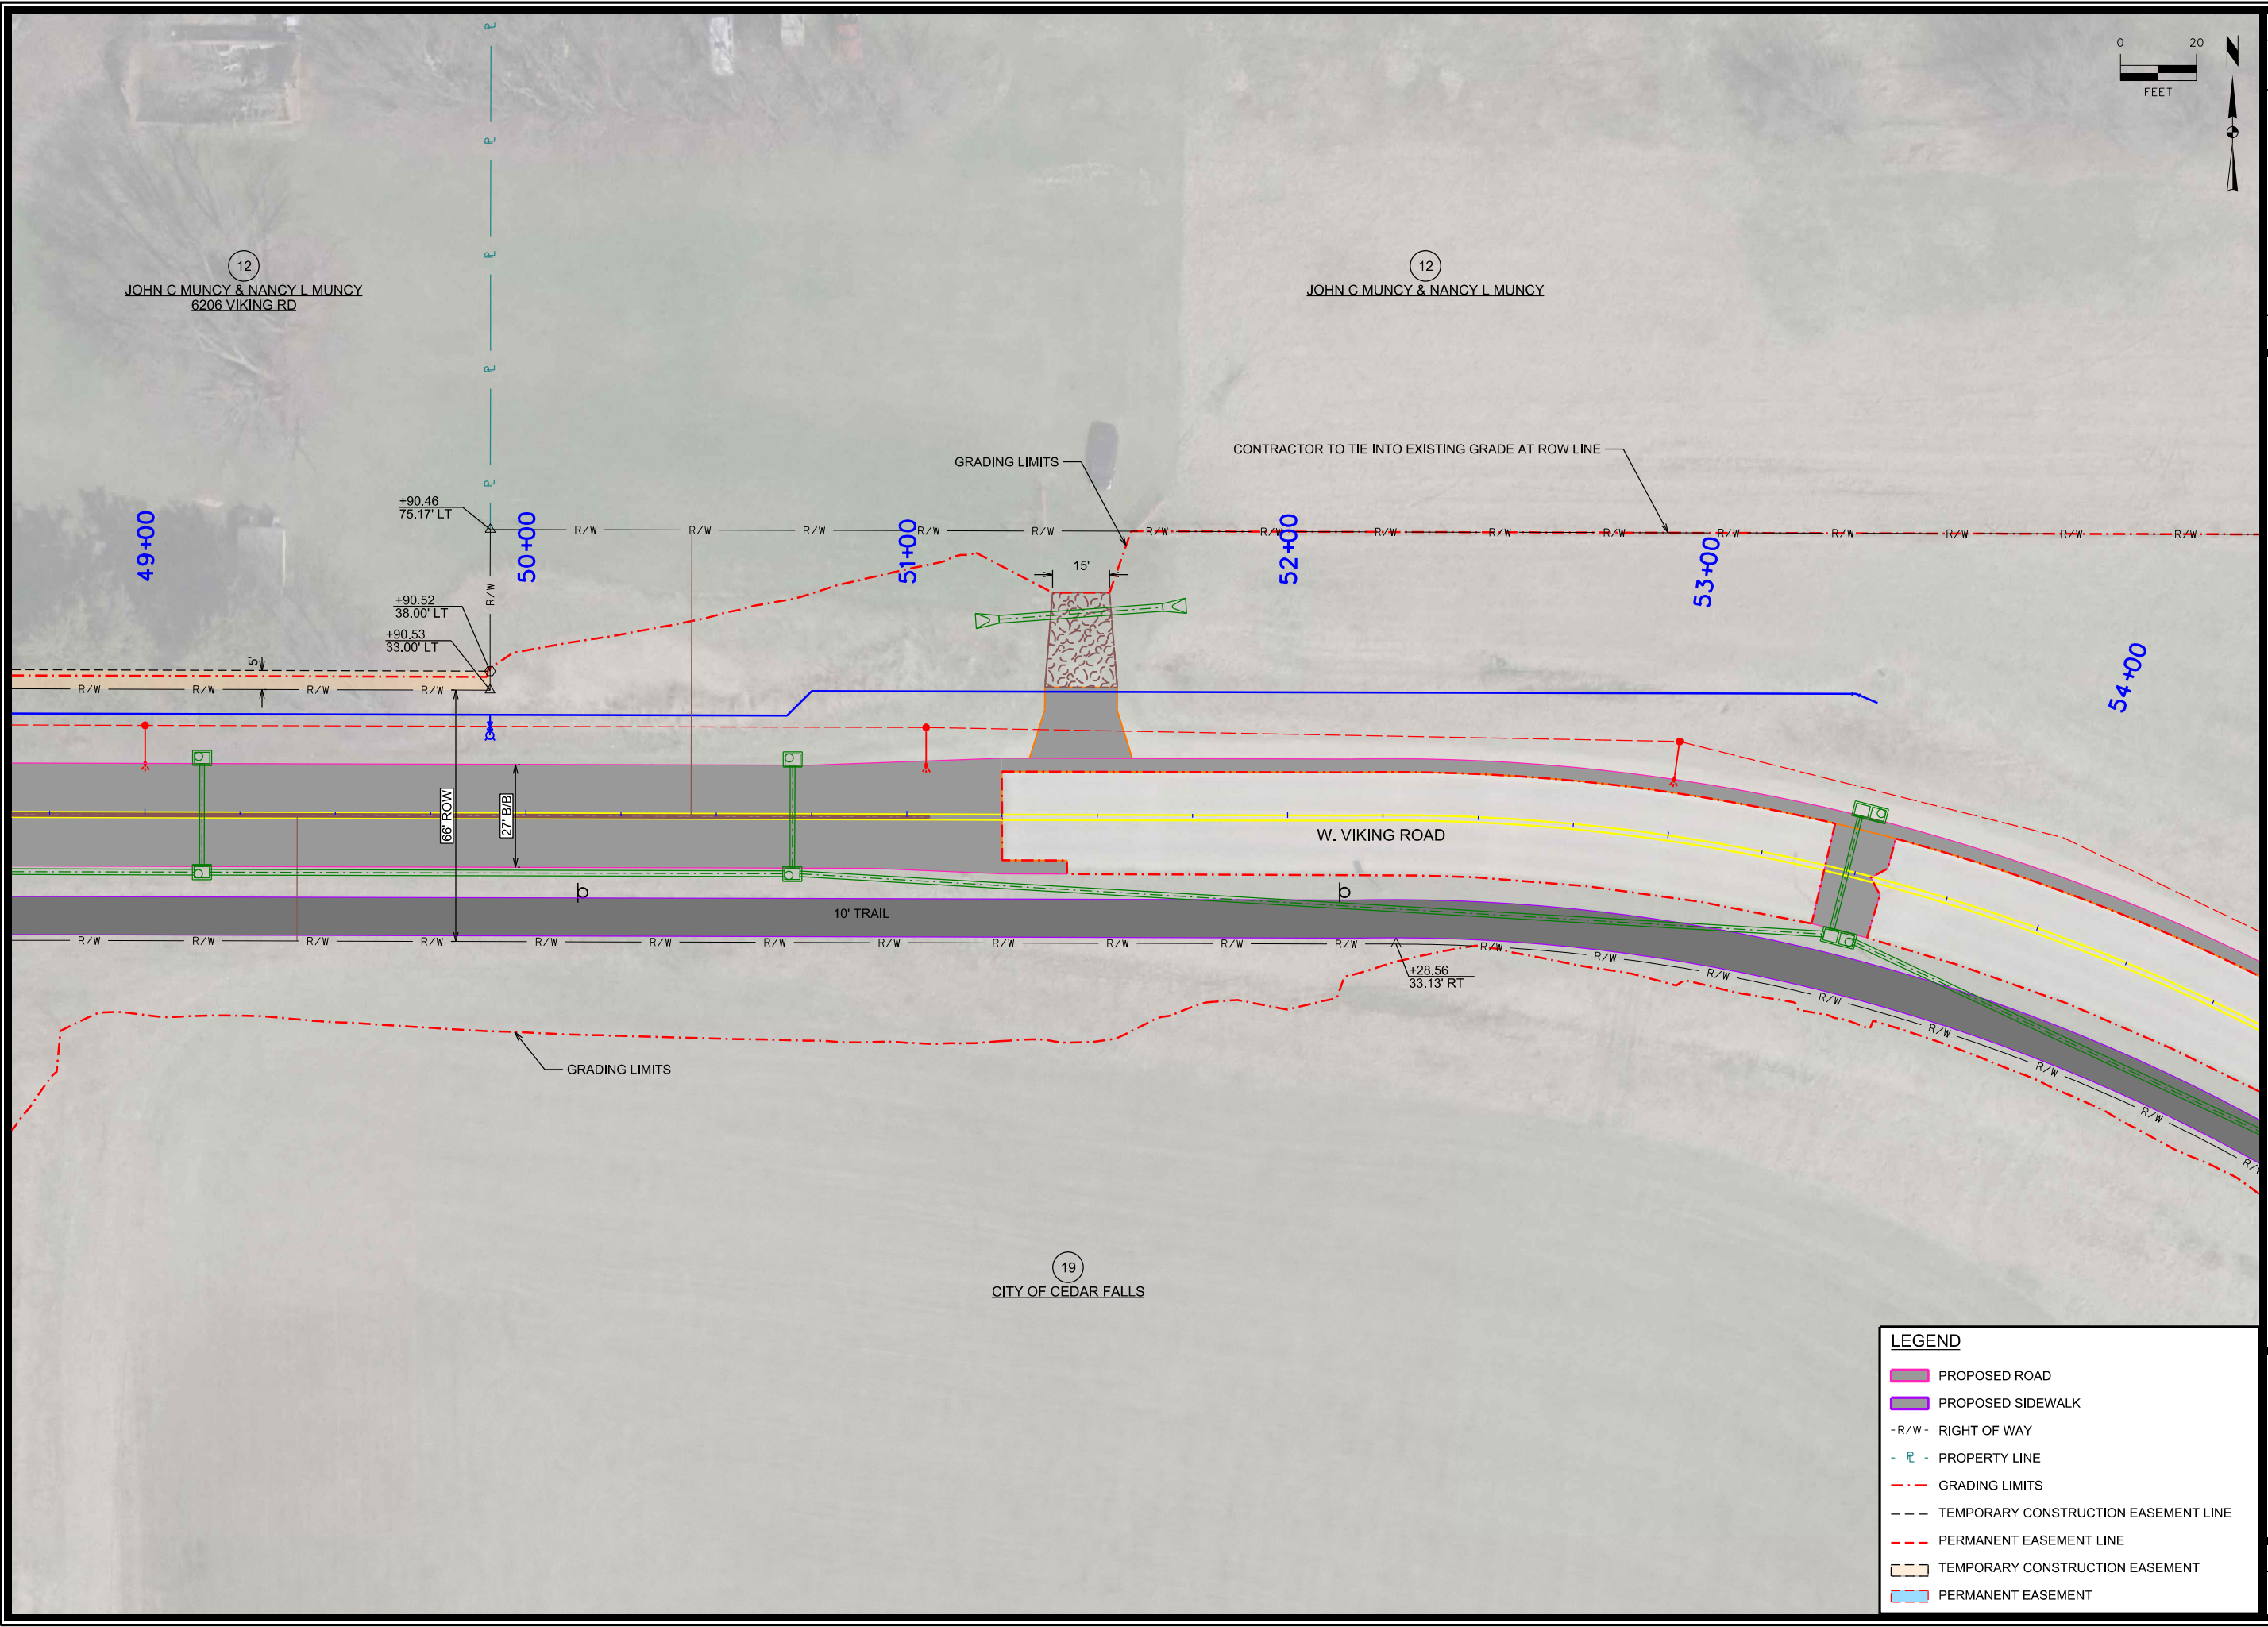 0 20
N
FEET
12
JOHN C MUNCY & NANCY L MUNCY
6206 VIKING RD
12
JOHN C MUNCY & NANCY L MUNCY
GRADING LIMITS
CONTRACTOR TO TIE INTO EXISTING GRADE AT ROW LINE
+90.46
75.17' LT
49+00
50+00
51+00
52+00
53+00
54+00
R/W R/W R/W R/W R/W R/W R/W R/W R/W R/W R/W R/W R/W R/W R/W
15'
R/W
+90.52
38.00' LT
+90.53
33.00' LT
5'
R/W R/W R/W R/W
66' ROW
27' B/B
W. VIKING ROAD
10' TRAIL
R/W R/W R/W R/W R/W R/W R/W R/W R/W R/W R/W R/W R/W R/W R/W R/W R/W R/W R/W R/W
+28.56
33.13' RT
GRADING LIMITS
19
CITY OF CEDAR FALLS
LEGEND
PROPOSED ROAD
PROPOSED SIDEWALK
-R/W- RIGHT OF WAY
PL PROPERTY LINE
GRADING LIMITS
TEMPORARY CONSTRUCTION EASEMENT LINE
PERMANENT EASEMENT LINE
TEMPORARY CONSTRUCTION EASEMENT
PERMANENT EASEMENT